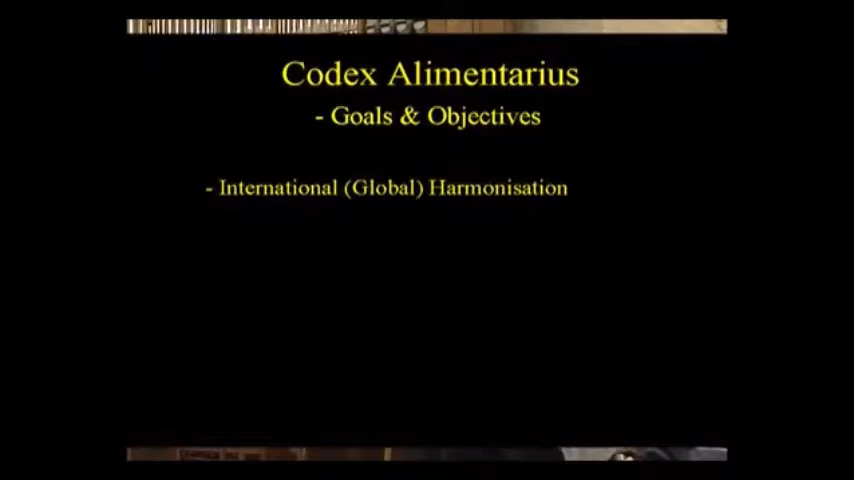 Codex Alimentarius
- Goals & Objectives
- International (Global) Harmonisation